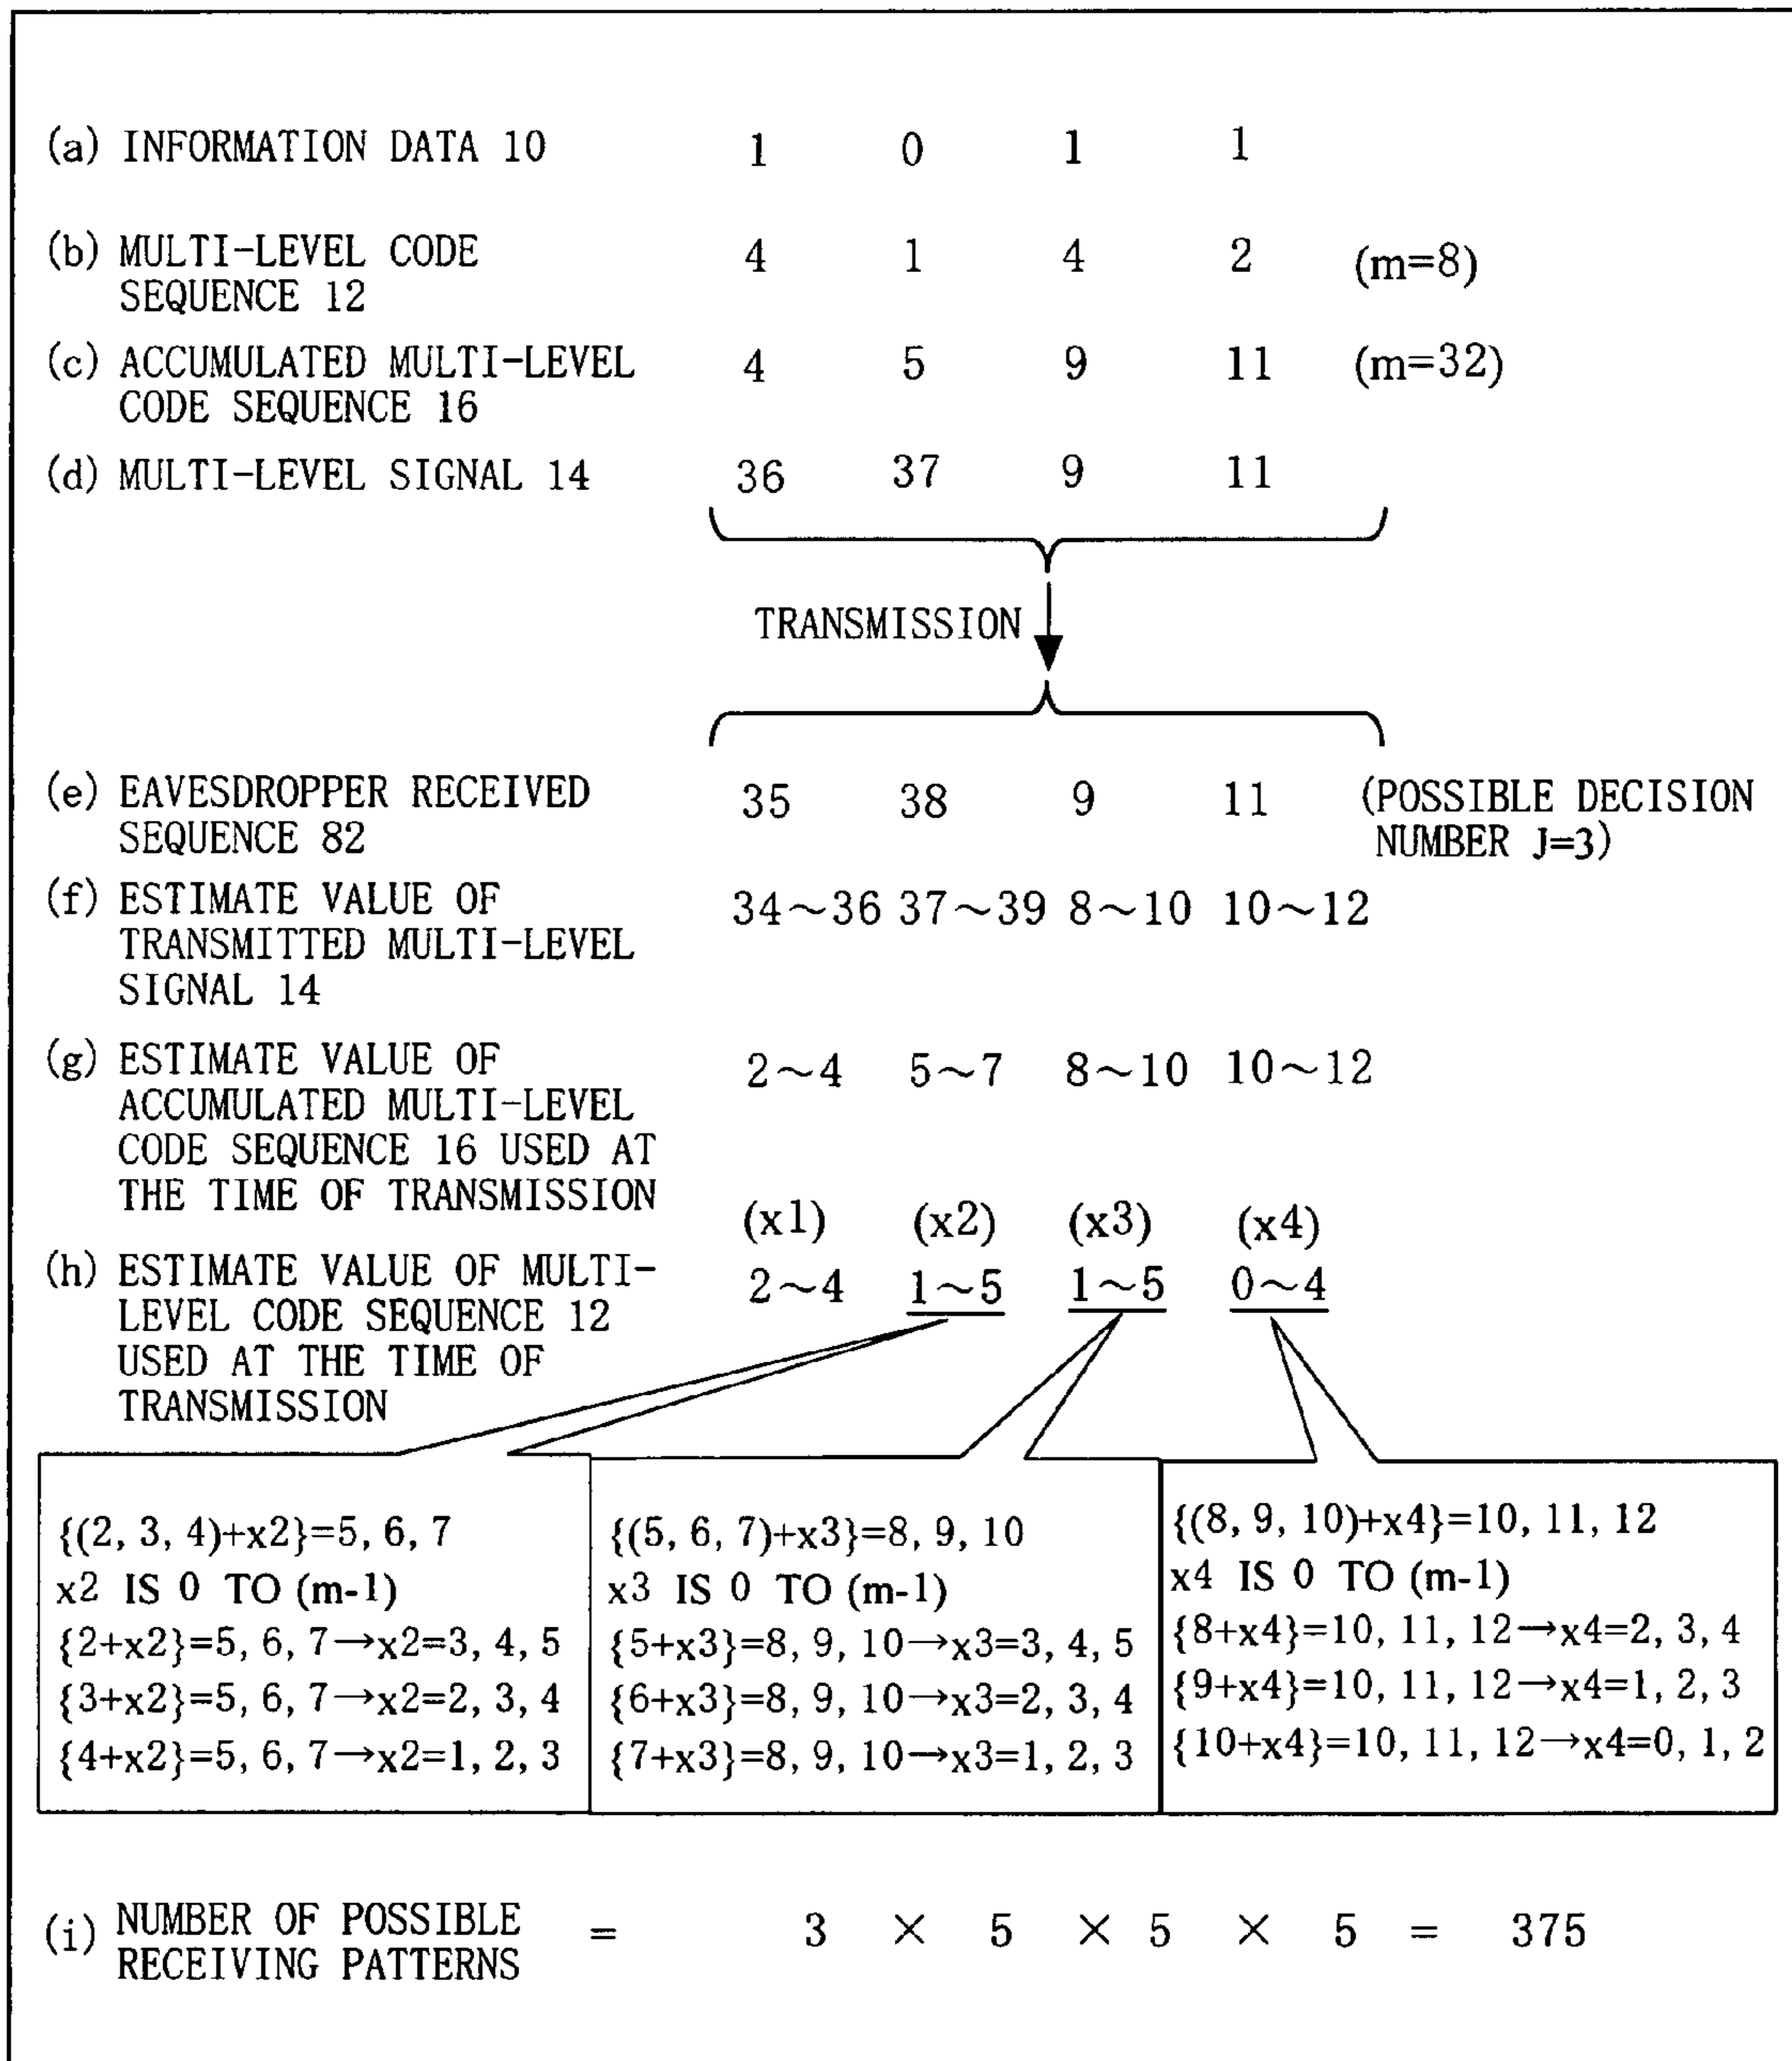 (a) INFORMATION DATA 10 1 0 1 1
(b) MULTI-LEVEL CODE 4 1 4 2 (m=8)
SEQUENCE 12
(c) ACCUMULATED MULTI-LEVEL 4 5 9 11 (m=32)
CODE SEQUENCE 16
(d) MULTI-LEVEL SIGNAL 14 36 37 9 11
TRANSMISSION
(e) EAVESDROPPER RECEIVED 35 38 9 11 (POSSIBLE DECISION
SEQUENCE 82 NUMBER J=3)
(f) ESTIMATE VALUE OF 34～36 37～39 8～10 10～12
TRANSMITTED MULTI-LEVEL
SIGNAL 14
(g) ESTIMATE VALUE OF 2～4 5～7 8～10 10～12
ACCUMULATED MULTI-LEVEL
CODE SEQUENCE 16 USED AT
THE TIME OF TRANSMISSION
(x1) (x2) (x3) (x4)
(h) ESTIMATE VALUE OF MULTI- 2～4 1～5 1～5 0～4
LEVEL CODE SEQUENCE 12
USED AT THE TIME OF
TRANSMISSION
{(2, 3, 4)+x2}=5, 6, 7
x2 IS 0 TO (m-1)
{2+x2}=5, 6, 7→x2=3, 4, 5
{3+x2}=5, 6, 7→x2=2, 3, 4
{4+x2}=5, 6, 7→x2=1, 2, 3
{(5, 6, 7)+x3}=8, 9, 10
x3 IS 0 TO (m-1)
{5+x3}=8, 9, 10→x3=3, 4, 5
{6+x3}=8, 9, 10→x3=2, 3, 4
{7+x3}=8, 9, 10→x3=1, 2, 3
{(8, 9, 10)+x4}=10, 11, 12
x4 IS 0 TO (m-1)
{8+x4}=10, 11, 12→x4=2, 3, 4
{9+x4}=10, 11, 12→x4=1, 2, 3
{10+x4}=10, 11, 12→x4=0, 1, 2
(i) NUMBER OF POSSIBLE = 3 × 5 × 5 × 5 = 375
RECEIVING PATTERNS